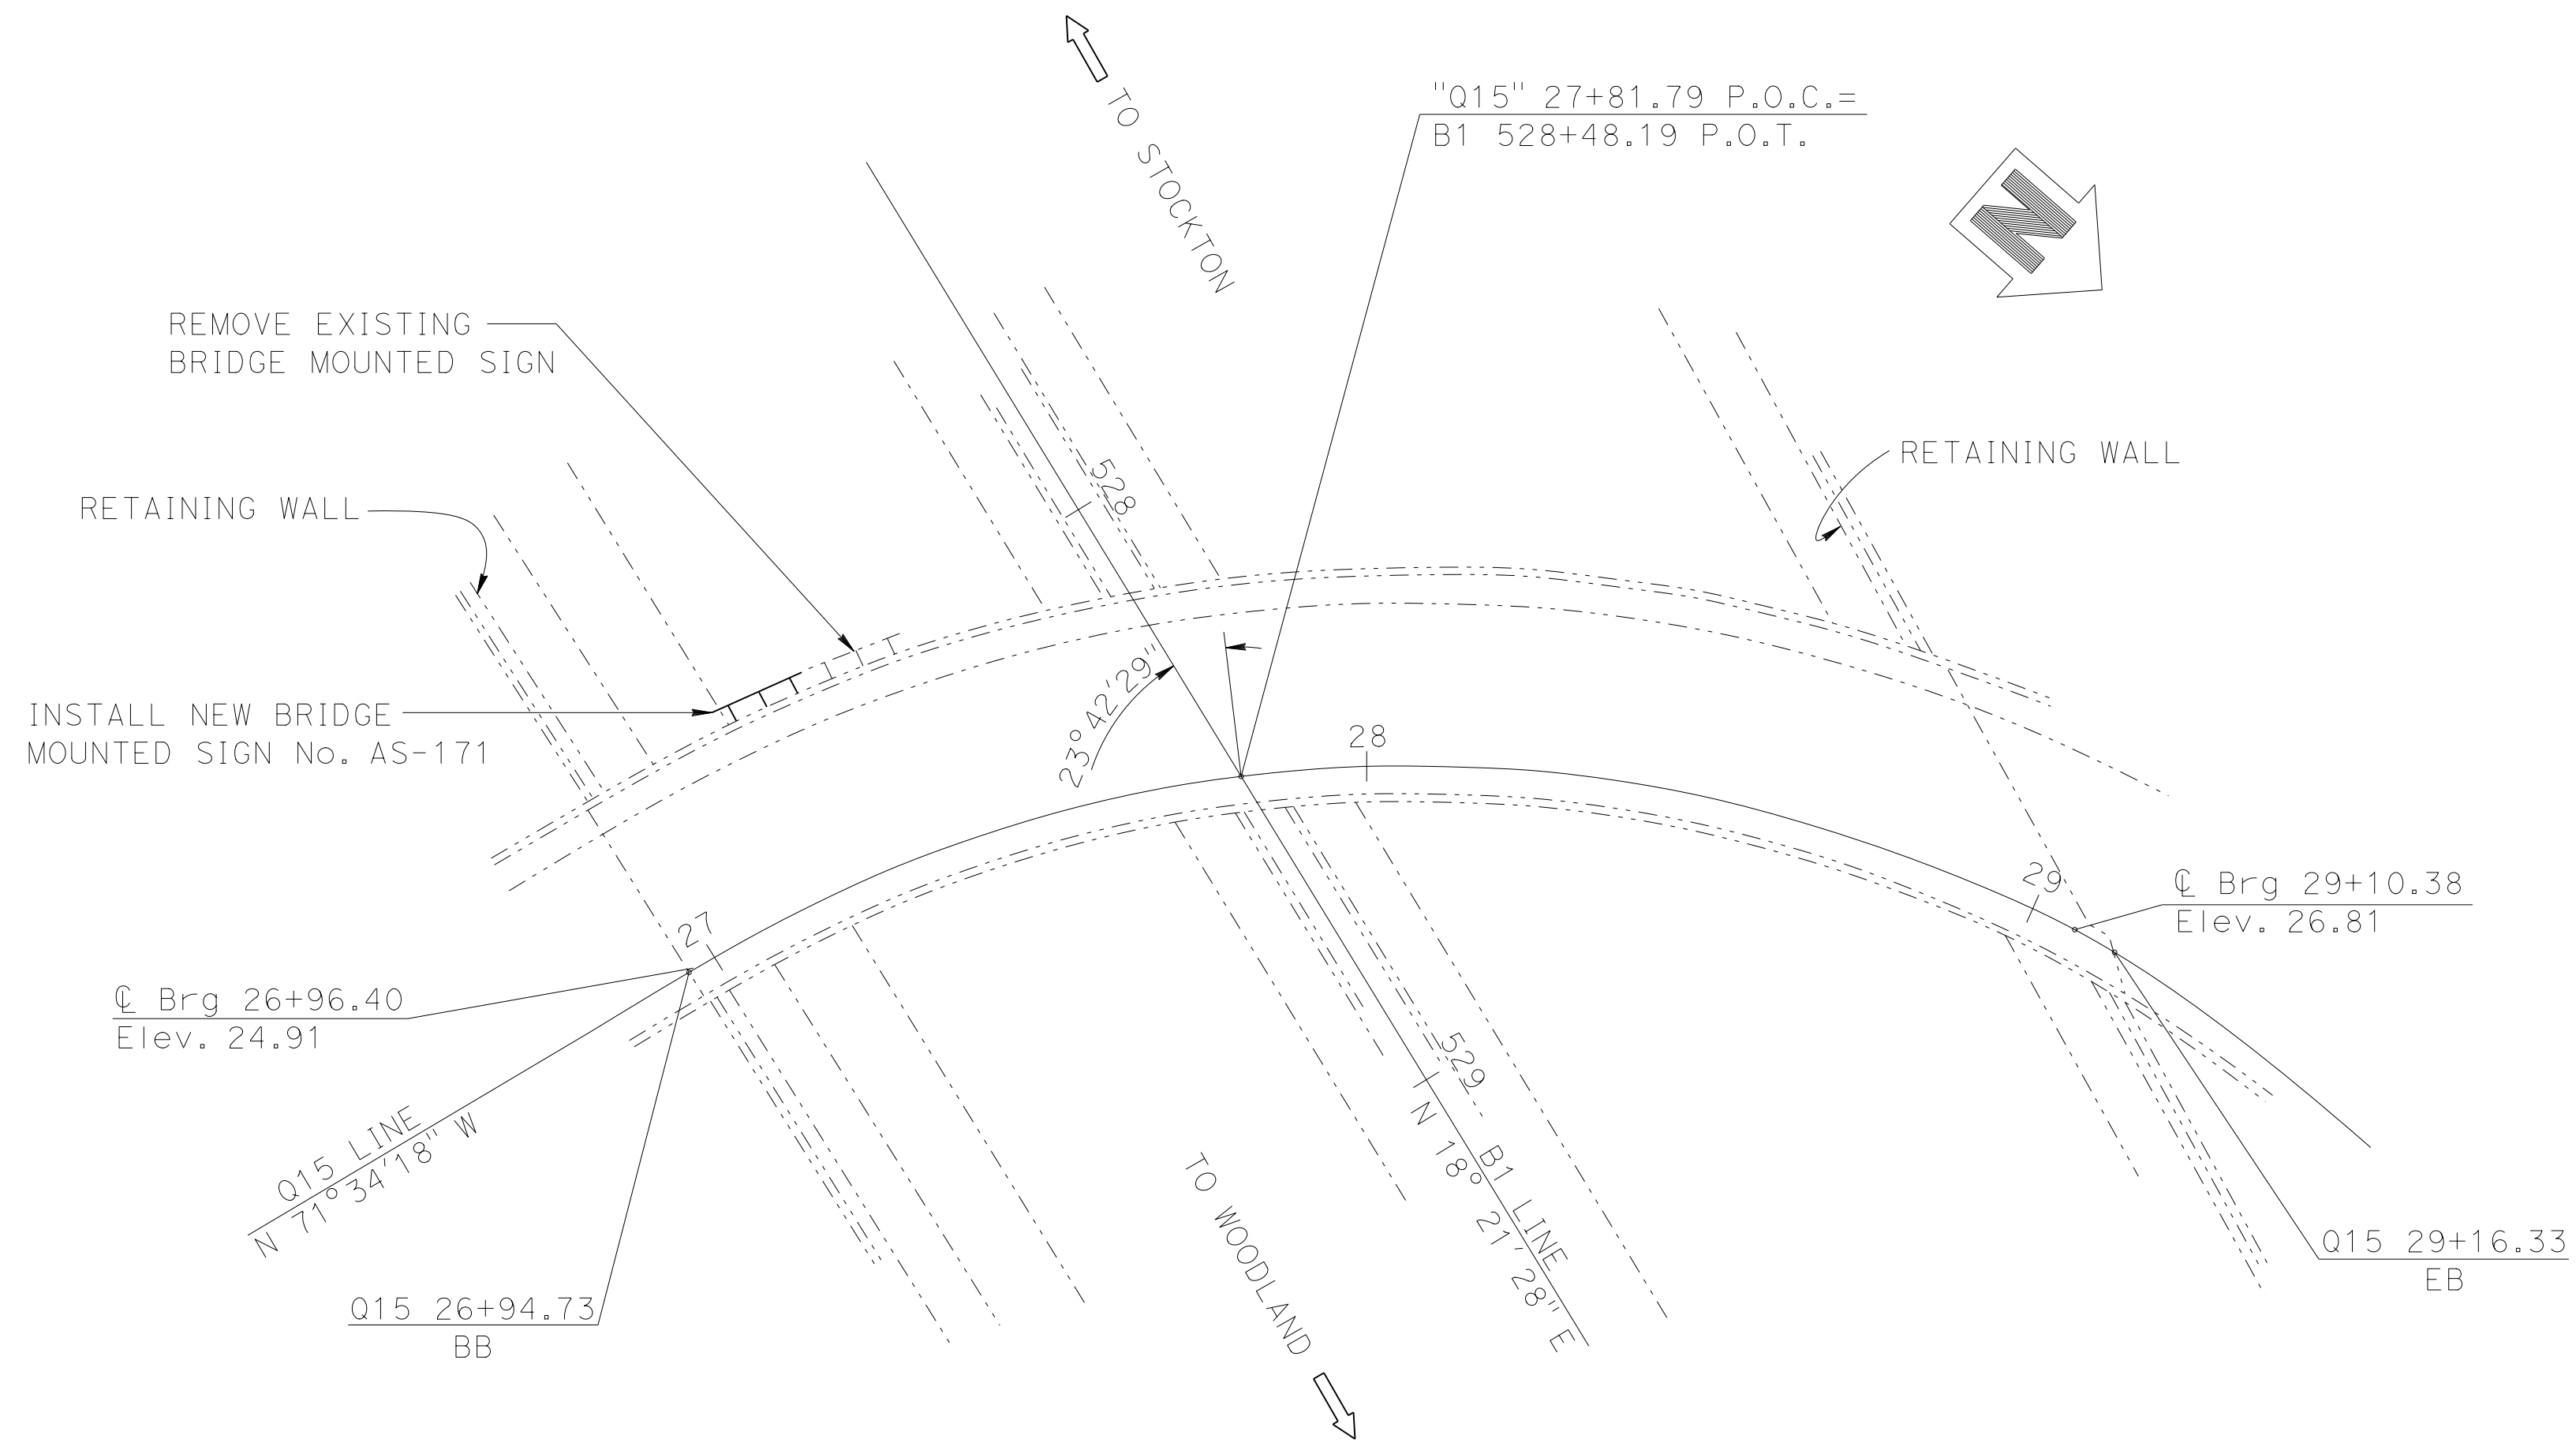 TO STOCKTON
"Q15" 27+81.79 P.O.C.=
B1 528+48.19 P.O.T.
N
REMOVE EXISTING
BRIDGE MOUNTED SIGN
RETAINING WALL
528
RETAINING WALL
INSTALL NEW BRIDGE
MOUNTED SIGN No. AS-171
23°42'29"
28
27
29
℄ Brg 29+10.38
Elev. 26.81
℄ Brg 26+96.40
Elev. 24.91
529
Q15 LINE
N 71°34'18" W
B1 LINE
N 18° 21' 28" E
TO WOODLAND
Q15 29+16.33
EB
Q15 26+94.73
BB